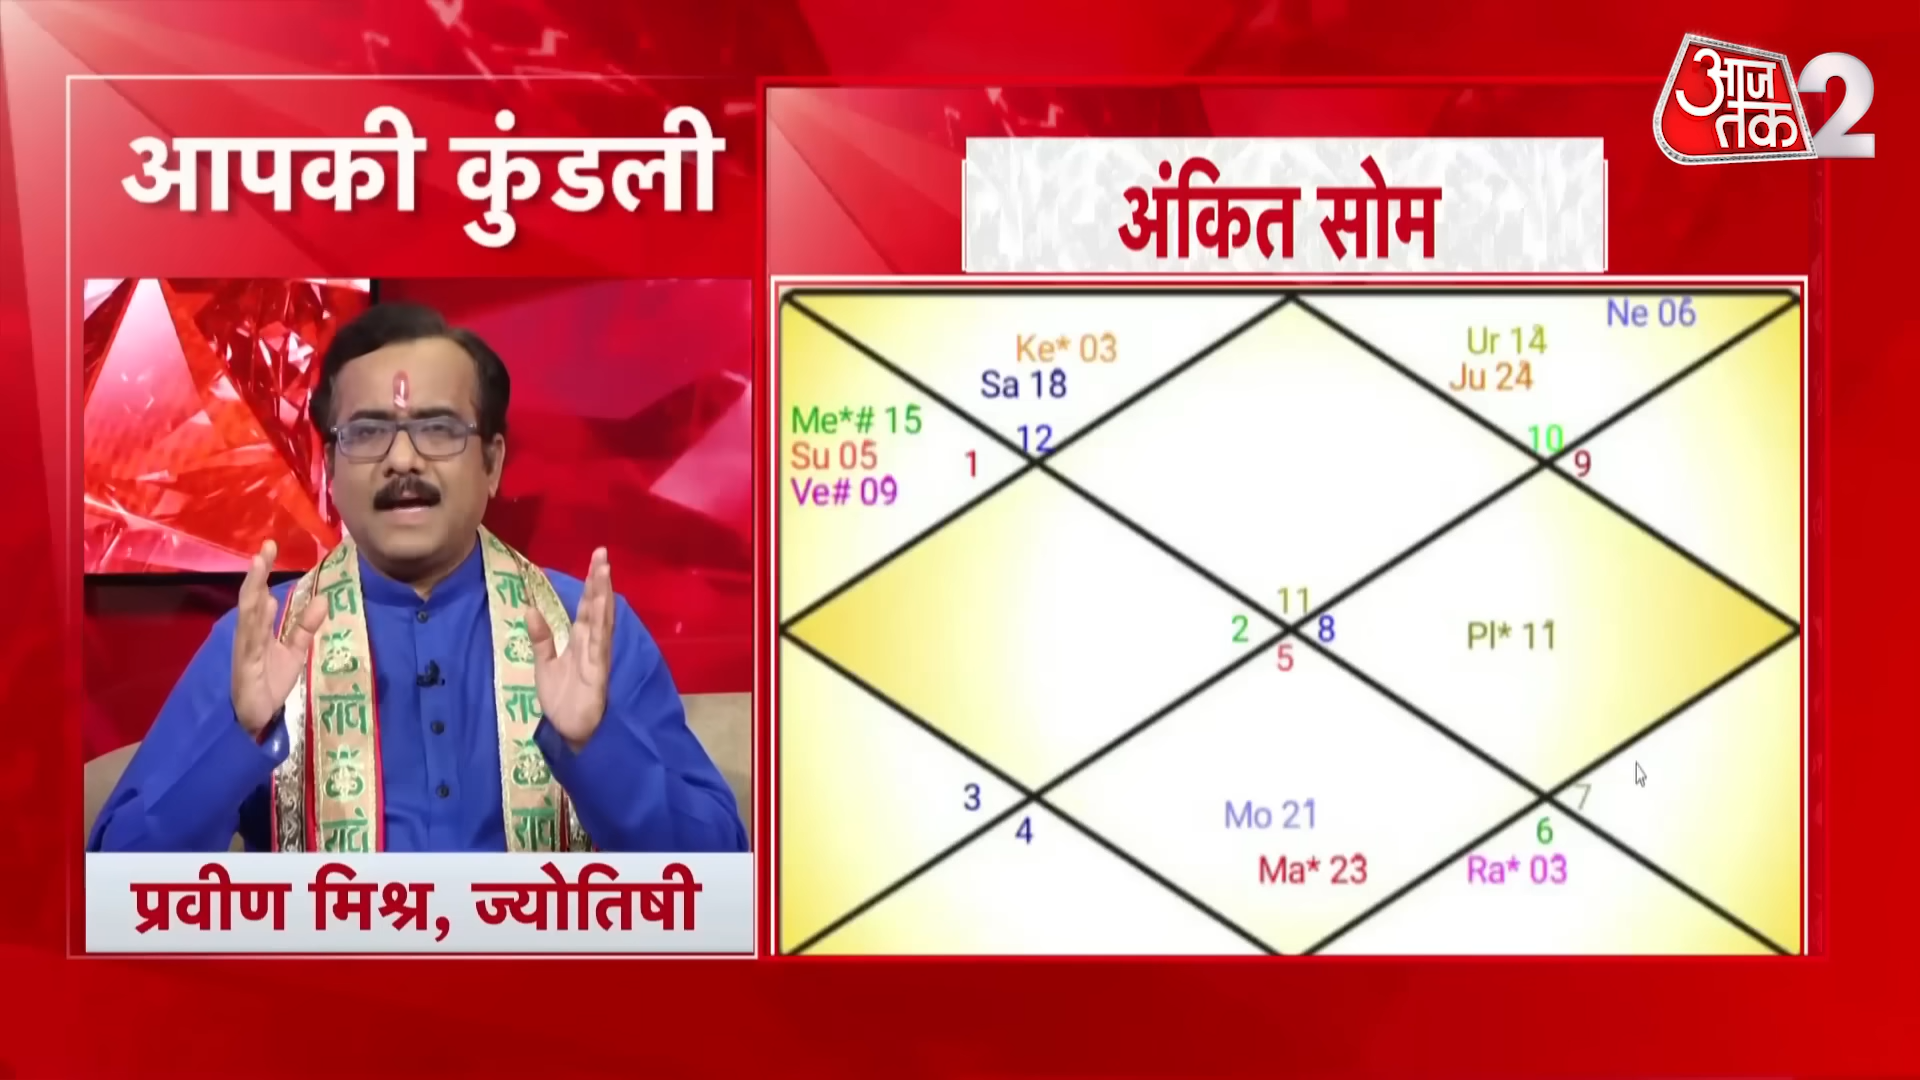 आपकी कुंडली
आज
तक 2
अंकित सोम
Ne 06
Ke* 03
Ur 14
Sa 18
Ju 24
Me*# 15
12
10
Su 05
1
9
Ve# 09
11
2
8
Pl* 11
5
3
7
Mo 21
4
6
Ma* 23
Ra* 03
राधे
राधे
राधे
राधे
राधे
राधे
प्रवीण मिश्र, ज्योतिषी